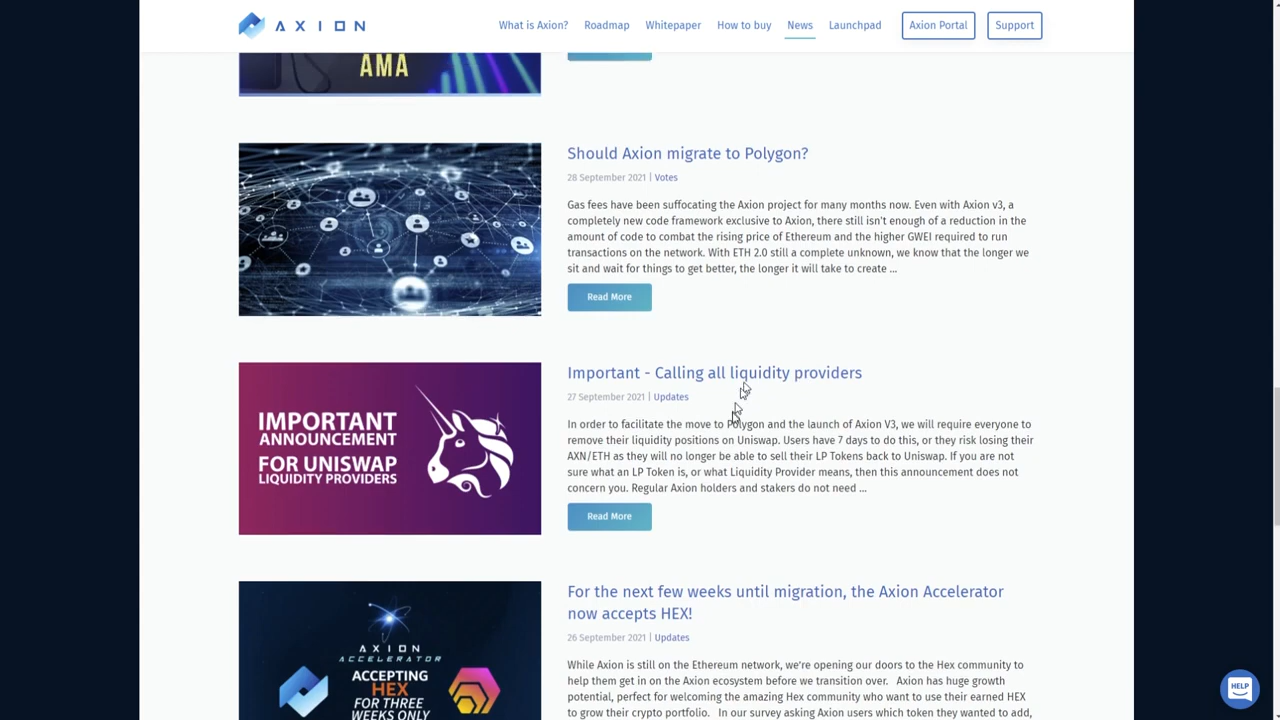 AXION
What is Axion?
Roadmap
Whitepaper
How to buy
News
Launchpad
Axion Portal
Support
AMA
Should Axion migrate to Polygon?
28 September 2021 | Votes
Gas fees have been suffocating the Axion project for many months now. Even with Axion v3, a
completely new code framework exclusive to Axion, there still isn't enough of a reduction in the
amount of code to combat the rising price of Ethereum and the higher GWEI required to run
transactions on the network. With ETH 2.0 still a complete unknown, we know that the longer we
sit and wait for things to get better, the longer it will take to create ...
Read More
IMPORTANT
ANNOUNCEMENT
FOR UNISWAP
LIQUIDITY PROVIDERS
Important - Calling all liquidity providers
27 September 2021 | Updates
In order to facilitate the move to Polygon and the launch of Axion V3, we will require everyone to
remove their liquidity positions on Uniswap. Users have 7 days to do this, or they risk losing their
AXN/ETH as they will no longer be able to sell their LP Tokens back to Uniswap. If you are not
sure what an LP Token is, or what Liquidity Provider means, then this announcement does not
concern you. Regular Axion holders and stakers do not need ...
Read More
AXION
ACCELERATOR
ACCEPTING
HEX
FOR THREE
WEEKS ONLY
For the next few weeks until migration, the Axion Accelerator
now accepts HEX!
26 September 2021 | Updates
While Axion is still on the Ethereum network, we're opening our doors to the Hex community to
help them get in on the Axion ecosystem before we transition over. Axion has huge growth
potential, perfect for welcoming the amazing Hex community who want to use their earned HEX
to grow their crypto portfolio. In our survey asking Axion users which token they wanted to add,
HELP